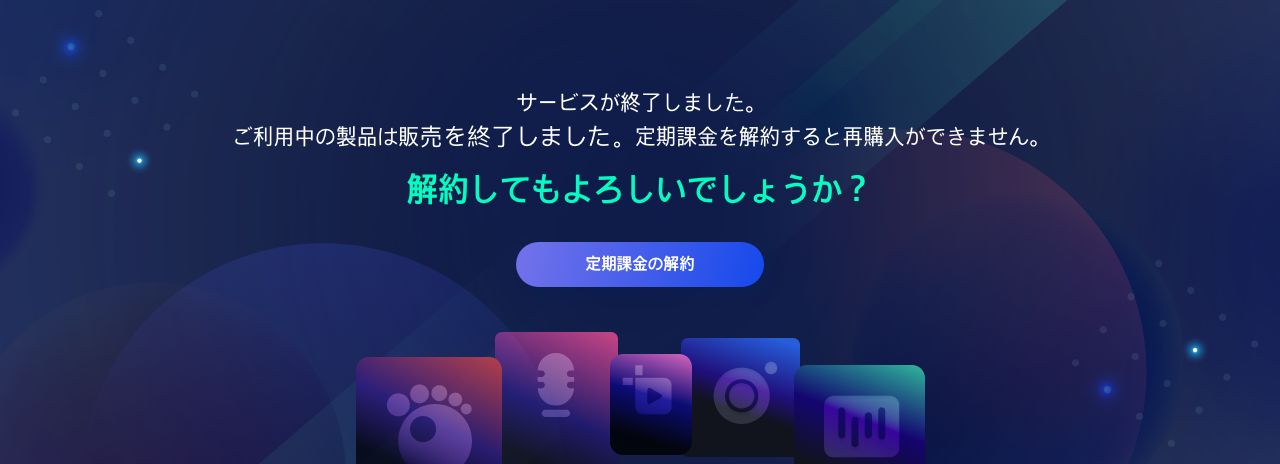 サービスが終了しました。
ご利用中の製品は販売を終了しました。定期課金を解約すると再購入ができません。
解約してもよろしいでしょうか？
定期課金の解約